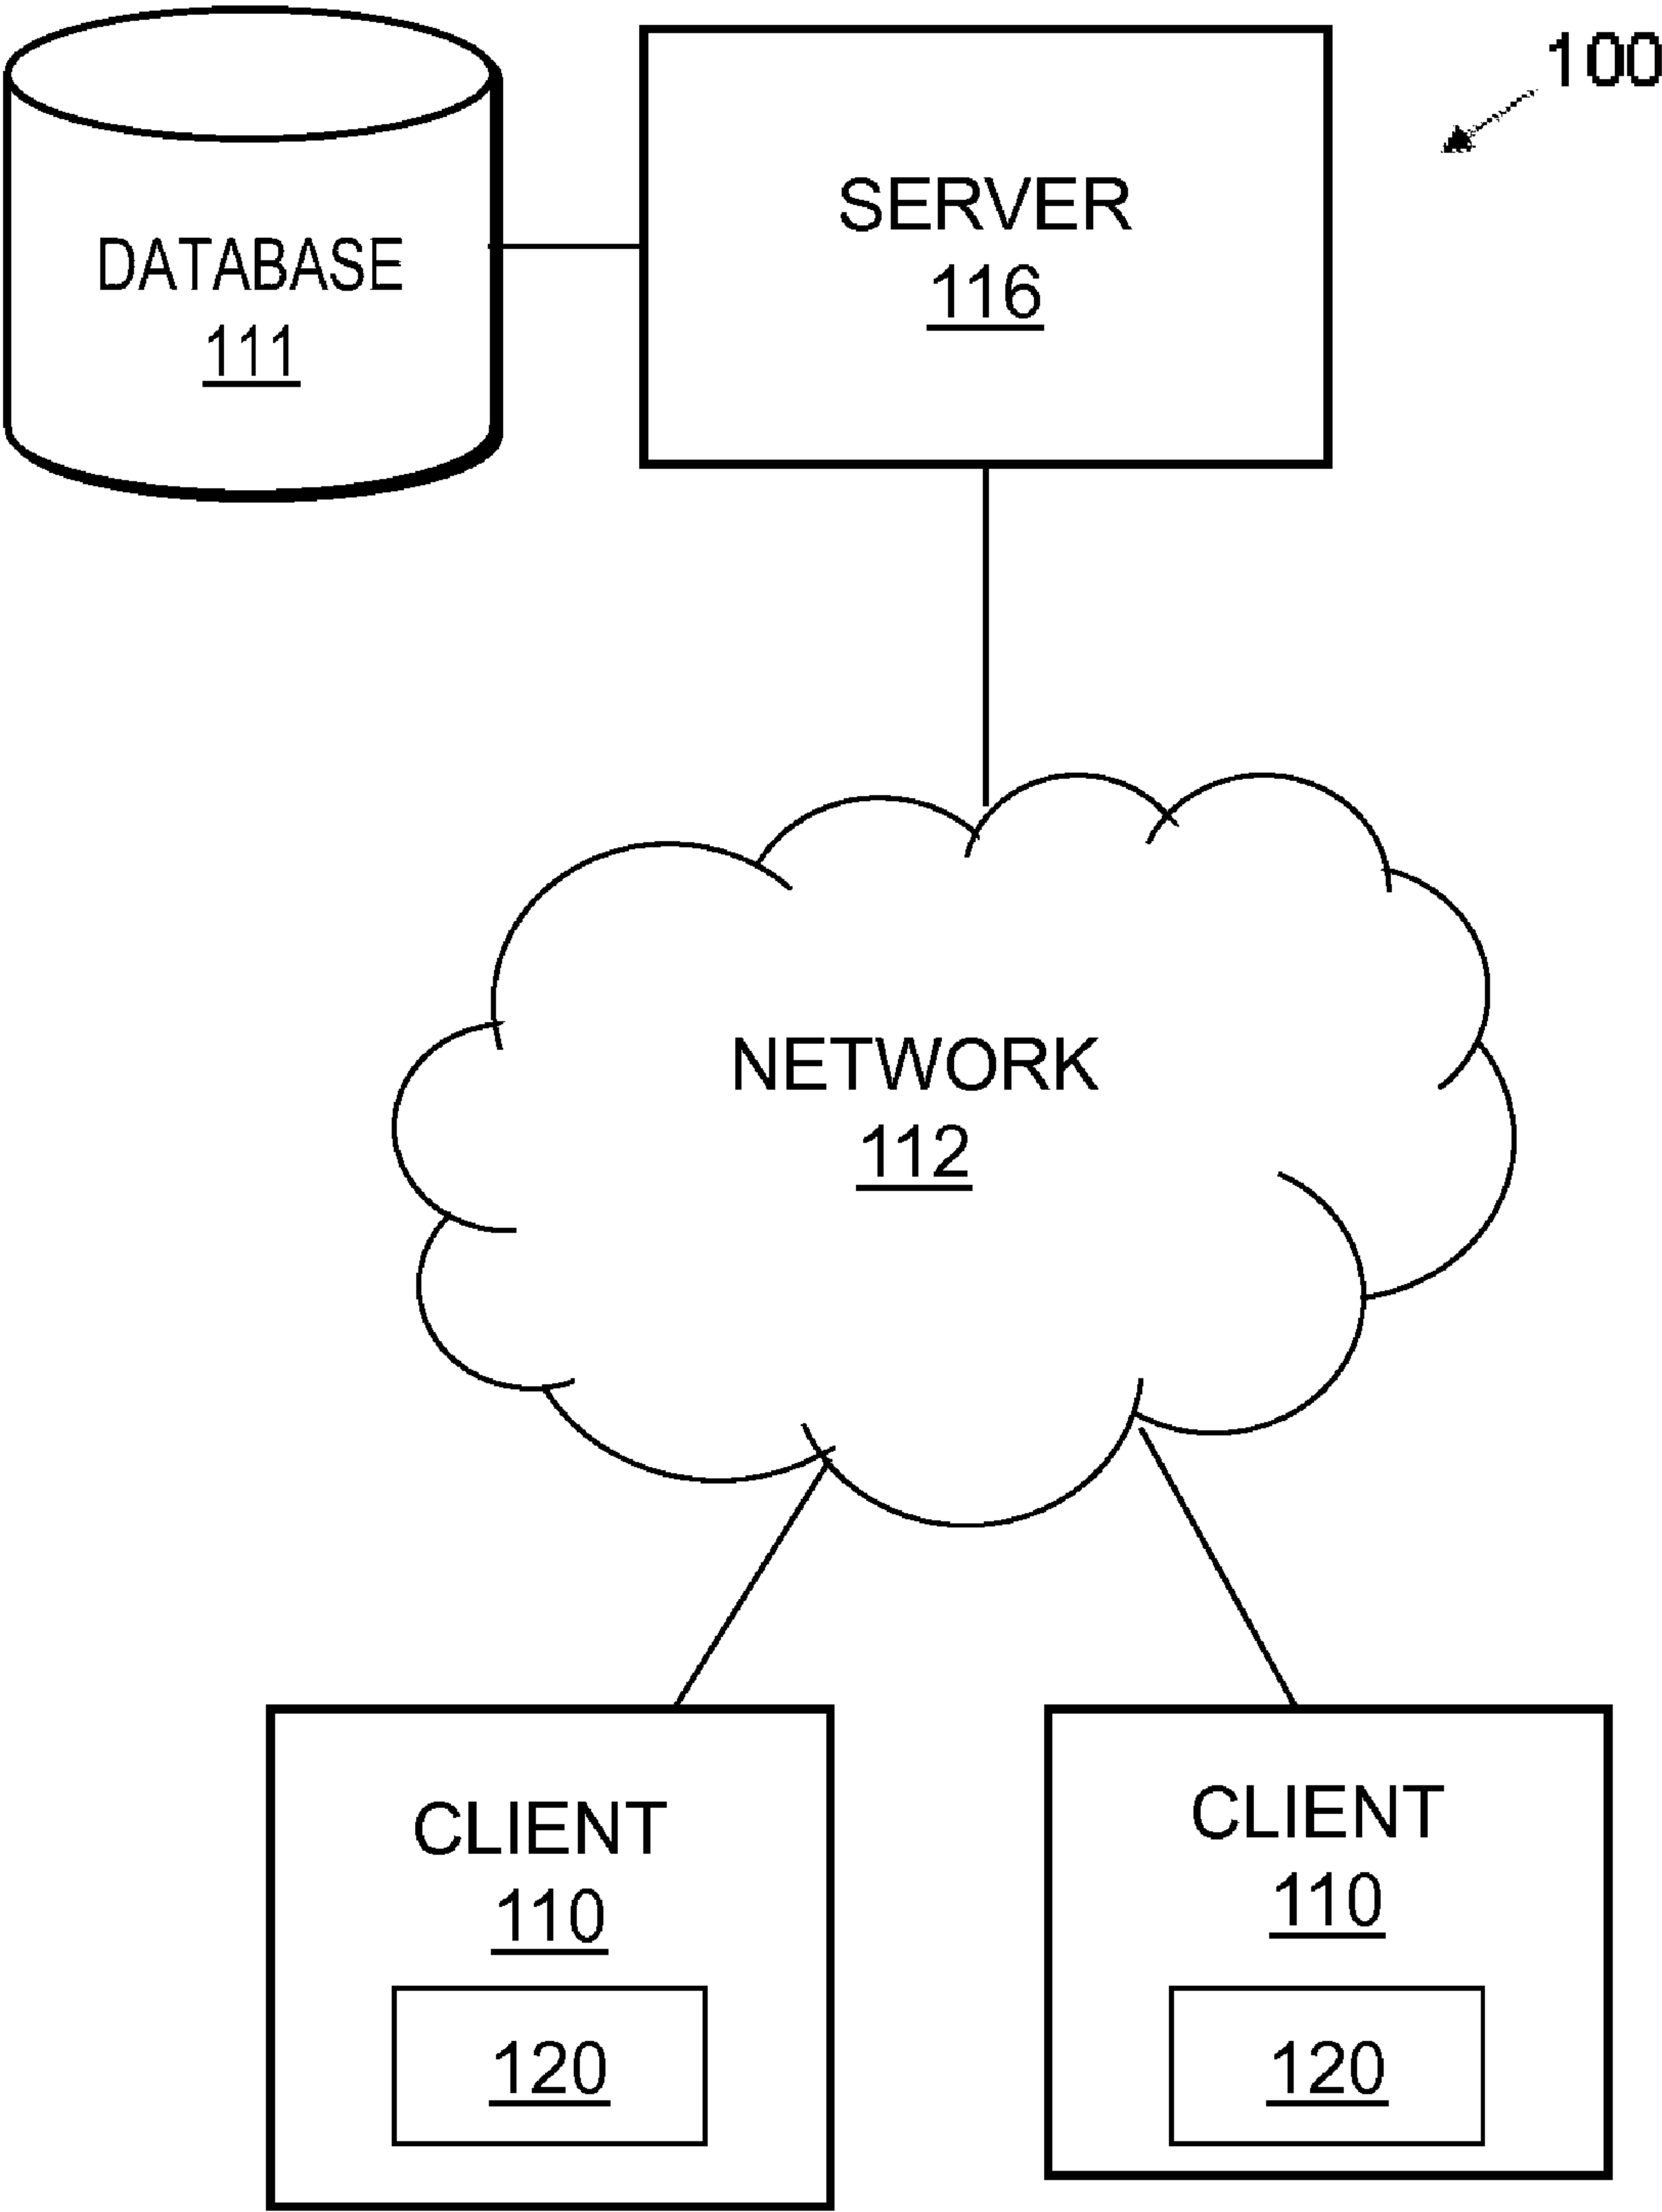 100
SERVER
116
DATABASE
111
NETWORK
112
CLIENT
110
120
CLIENT
110
120